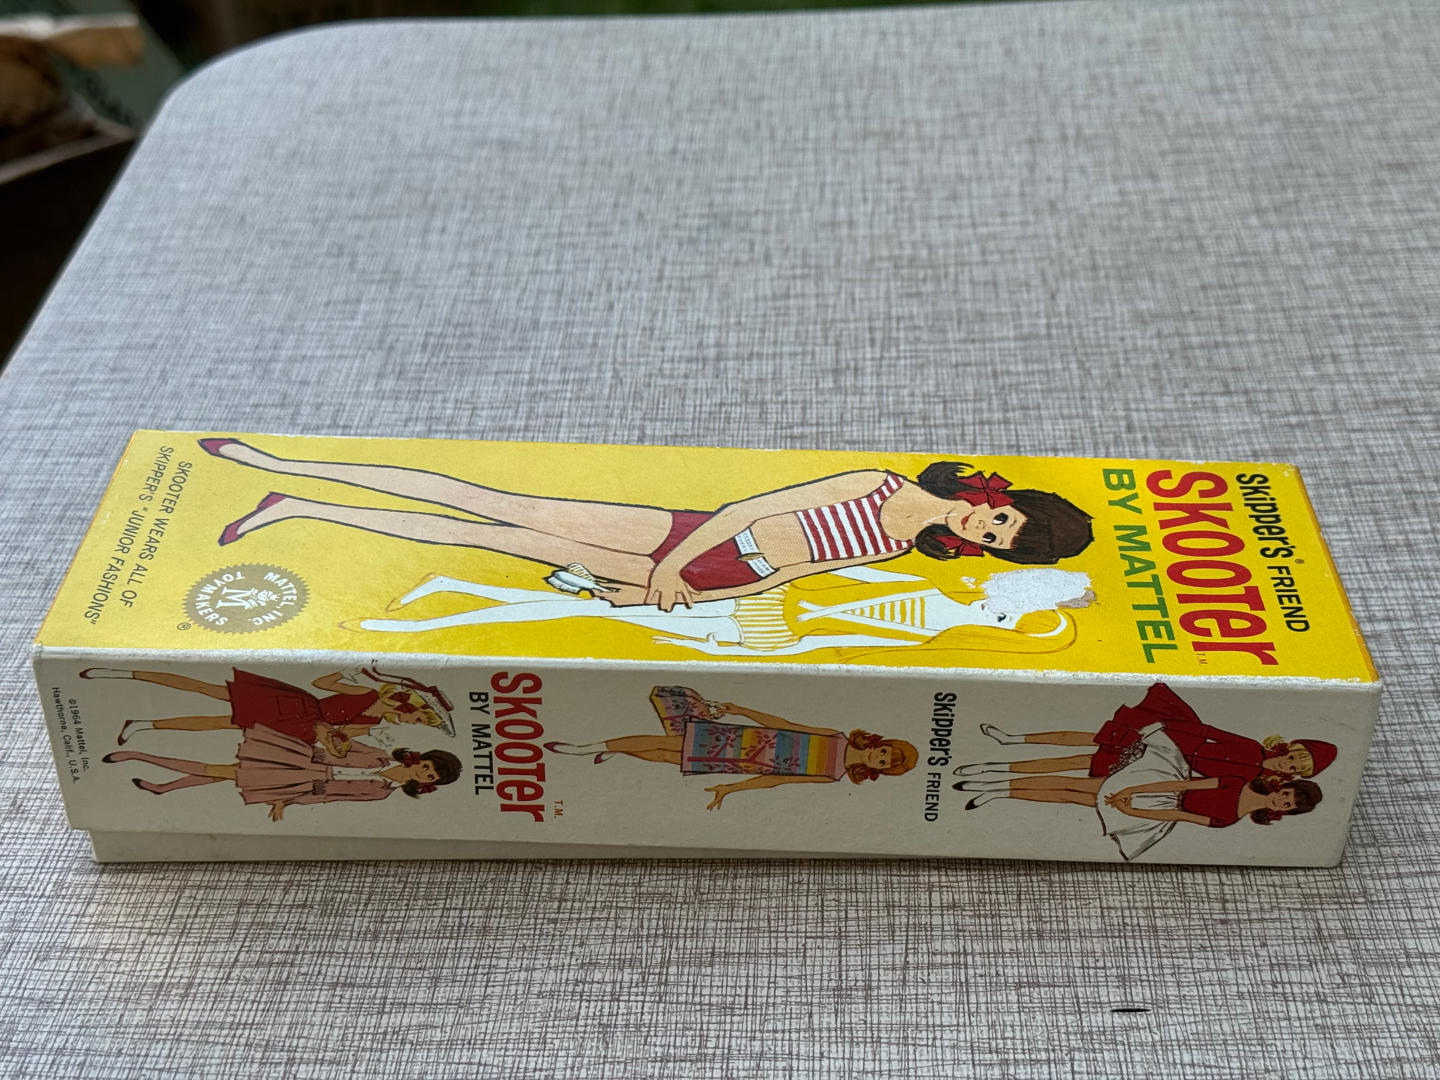 Skipper's® FRIEND
SKOOTER T.M.
BY MATTEL
SKOOTER WEARS ALL OF
SKIPPER'S "JUNIOR FASHIONS"
MATTEL, INC.
TOYMAKERS
M
®
Skipper's FRIEND
SKOOTER T.M.
BY MATTEL
©1964 Mattel, Inc.
Hawthorne, Calif., U.S.A.